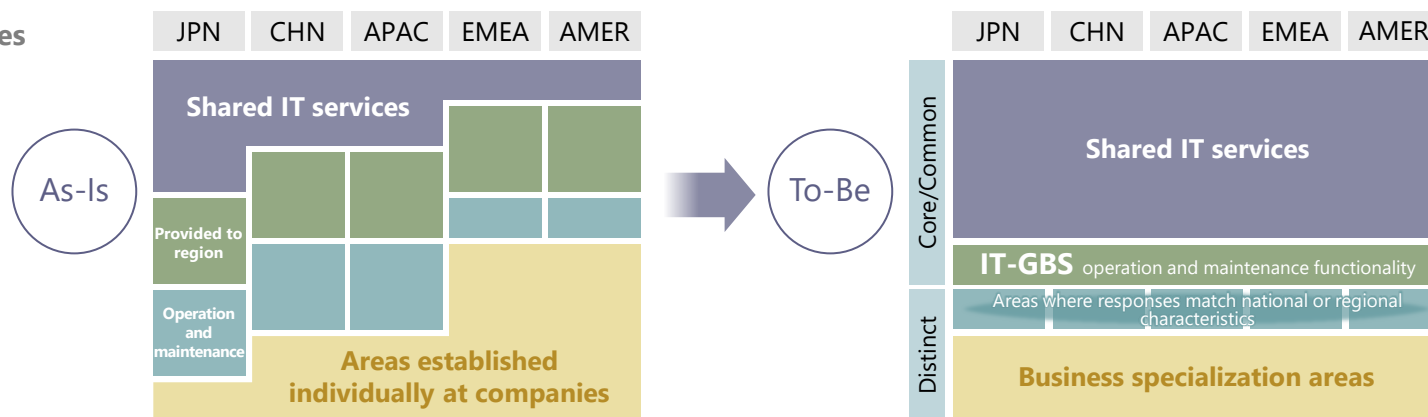 es
JPN
CHN
APAC
EMEA
AMER
Shared IT services
As-Is
Provided to
region
Operation
and
maintenance
Areas established
individually at companies
To-Be
JPN
CHN
APAC
EMEA
AMER
Core/Common
Distinct
Shared IT services
IT-GBS operation and maintenance functionality
Areas where responses match national or regional
characteristics
Business specialization areas